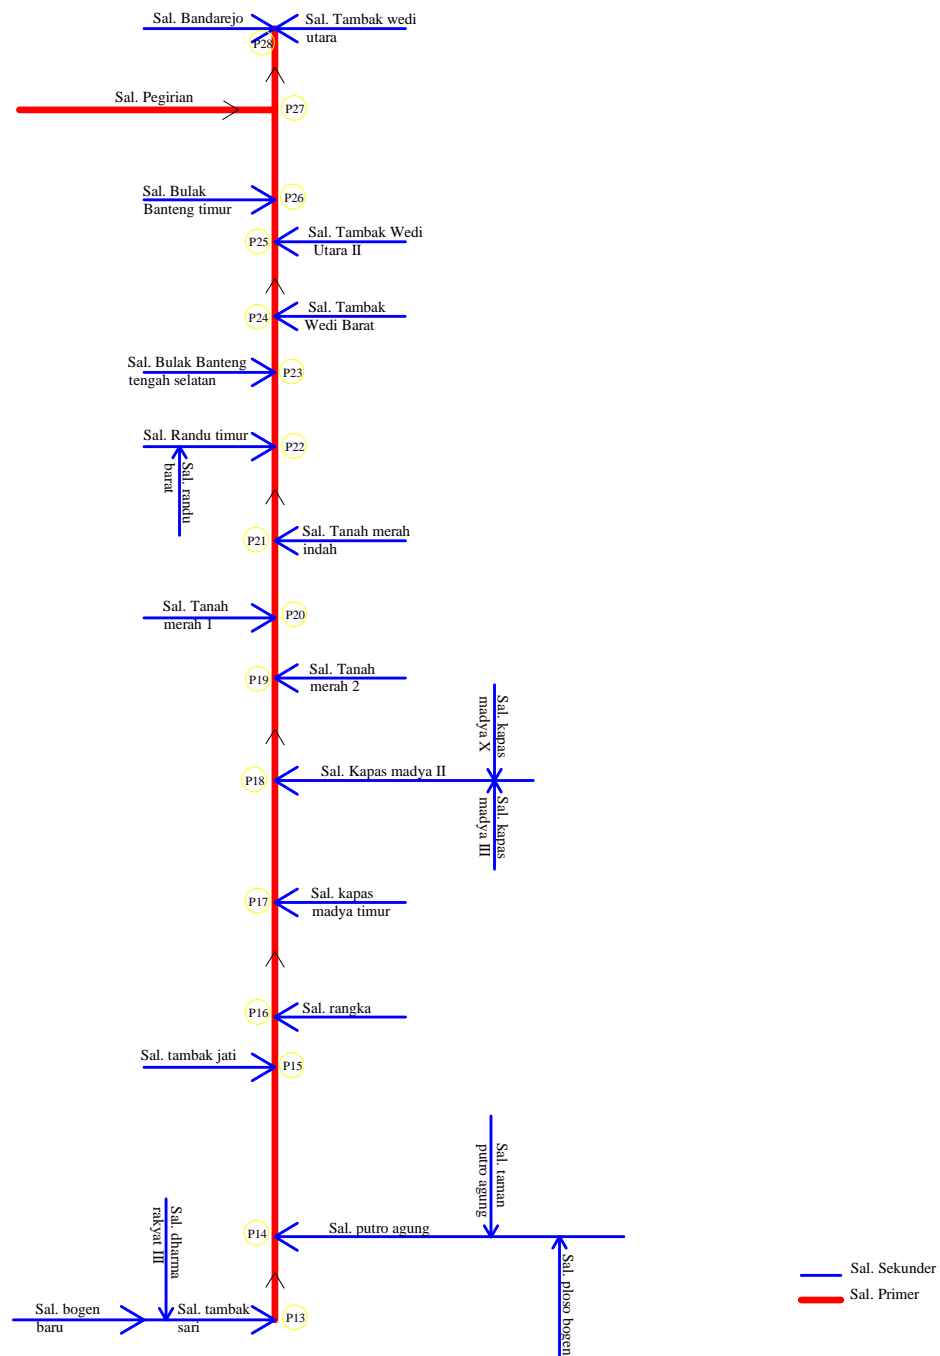 Sal. Bandarejo
Sal. Tambak wedi
utara
P28
Sal. Pegirian
P27
Sal. Bulak
Banteng timur
P26
P25
Sal. Tambak Wedi
Utara II
P24
Sal. Tambak
Wedi Barat
Sal. Bulak Banteng
tengah selatan
P23
Sal. Randu timur
P22
Sal. randu
barat
P21
Sal. Tanah merah
indah
Sal. Tanah
merah 1
P20
P19
Sal. Tanah
merah 2
Sal. kapas
madya X
P18
Sal. Kapas madya II
Sal. kapas
madya III
P17
Sal. kapas
madya timur
P16
Sal. rangka
Sal. tambak jati
P15
Sal. taman
putro agung
P14
Sal. putro agung
Sal. dharma
rakyat III
Sal. ploso bogen
Sal. bogen
baru
Sal. tambak
sari
P13
Sal. Sekunder
Sal. Primer